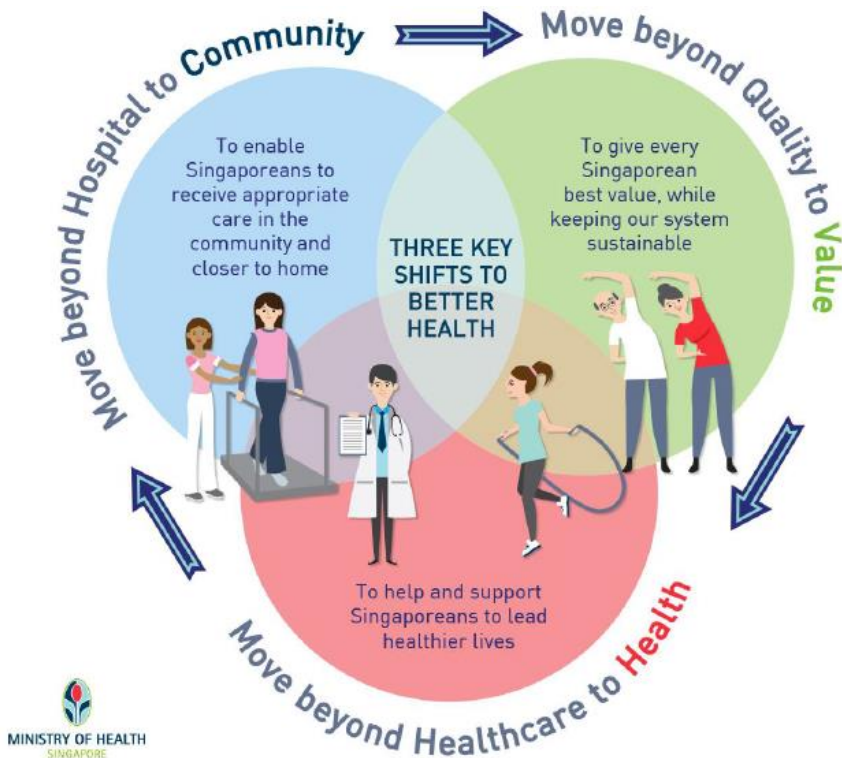 Move beyond Hospital to Community
Move beyond Quality to Value
To enable
Singaporeans to
receive appropriate
care in the
community and
closer to home
To give every
Singaporean
best value, while
keeping our system
sustainable
THREE KEY
SHIFTS TO
BETTER
HEALTH
To help and support
Singaporeans to lead
healthier lives
Move beyond Healthcare to Health
MINISTRY OF HEALTH
SINGAPORE